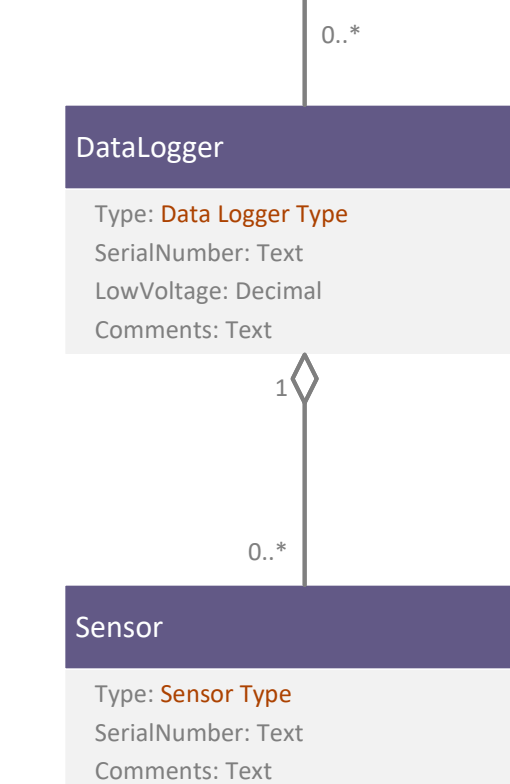 0..*
DataLogger
Type: Data Logger Type
SerialNumber: Text
LowVoltage: Decimal
Comments: Text
1
0..*
Sensor
Type: Sensor Type
SerialNumber: Text
Comments: Text